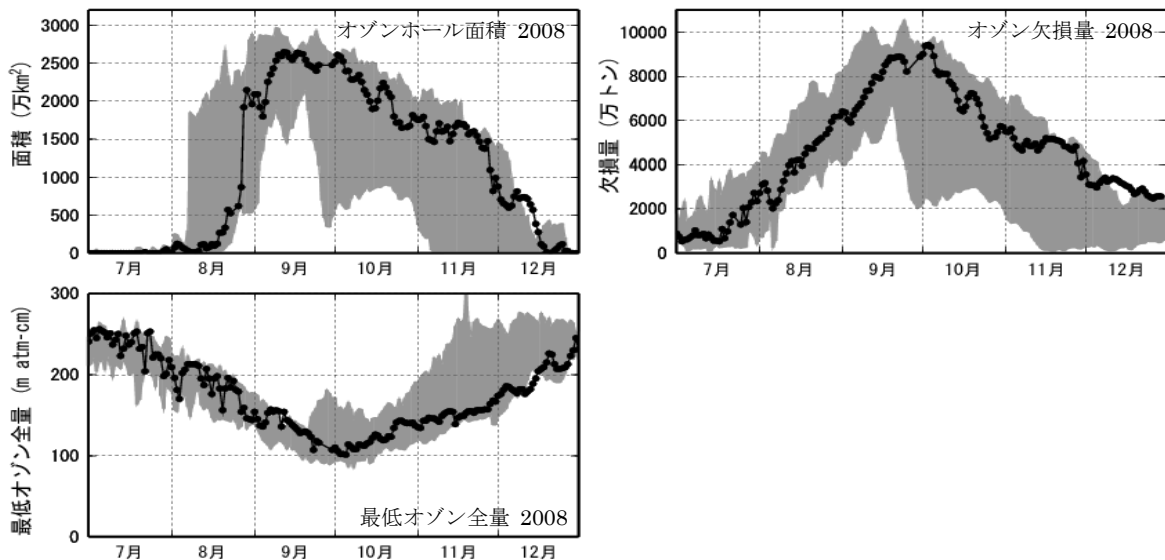 オゾンホール面積 2008
面積 (万km²)
3000
2500
2000
1500
1000
500
0
7月 8月 9月 10月 11月 12月
オゾン欠損量 2008
欠損量 (万トン)
10000
8000
6000
4000
2000
0
7月 8月 9月 10月 11月 12月
最低オゾン全量 (m atm-cm)
300
200
100
0
最低オゾン全量 2008
7月 8月 9月 10月 11月 12月